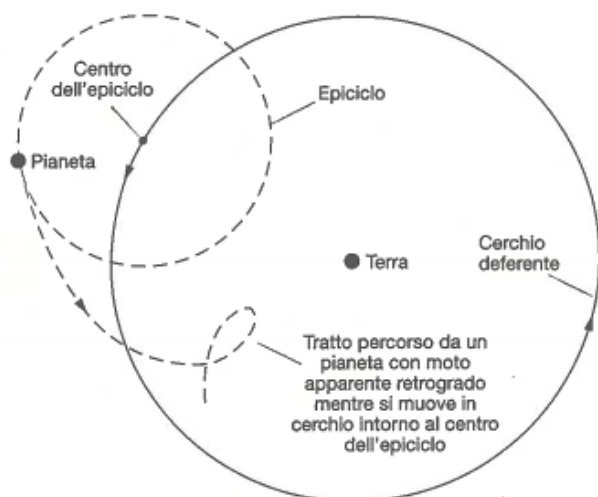 Centro
dell'epiciclo
Epiciclo
Pianeta
Terra
Cerchio
deferente
Tratto percorso da un
pianeta con moto
apparente retrogrado
mentre si muove in
cerchio intorno al centro
dell'epiciclo